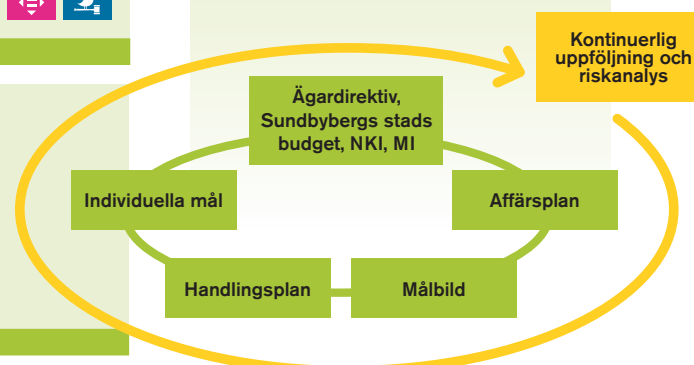 Kontinuerlig
uppföljning och
riskanalys
Ägardirektiv,
Sundbybergs stads
budget, NKI, MI
Individuella mål
Affärsplan
Handlingsplan
Målbild